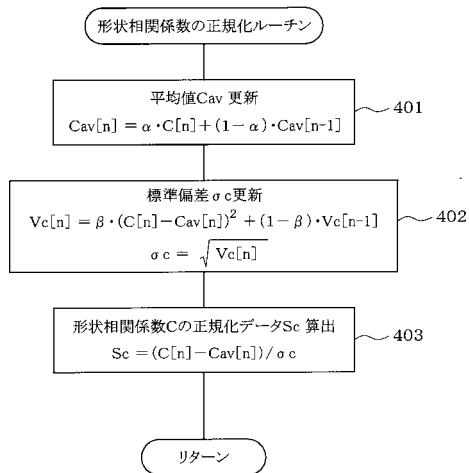 形状相関係数の正規化ルーチン
平均値Cav 更新
Cav[n] = α・C[n]+(1-α)・Cav[n-1]
401
標準偏差σc更新
Vc[n] = β・(C[n]-Cav[n])² +(1-β)・Vc[n-1]
σc = √Vc[n]
402
形状相関係数Cの正規化データSc 算出
Sc =(C[n]-Cav[n])/σc
403
リターン